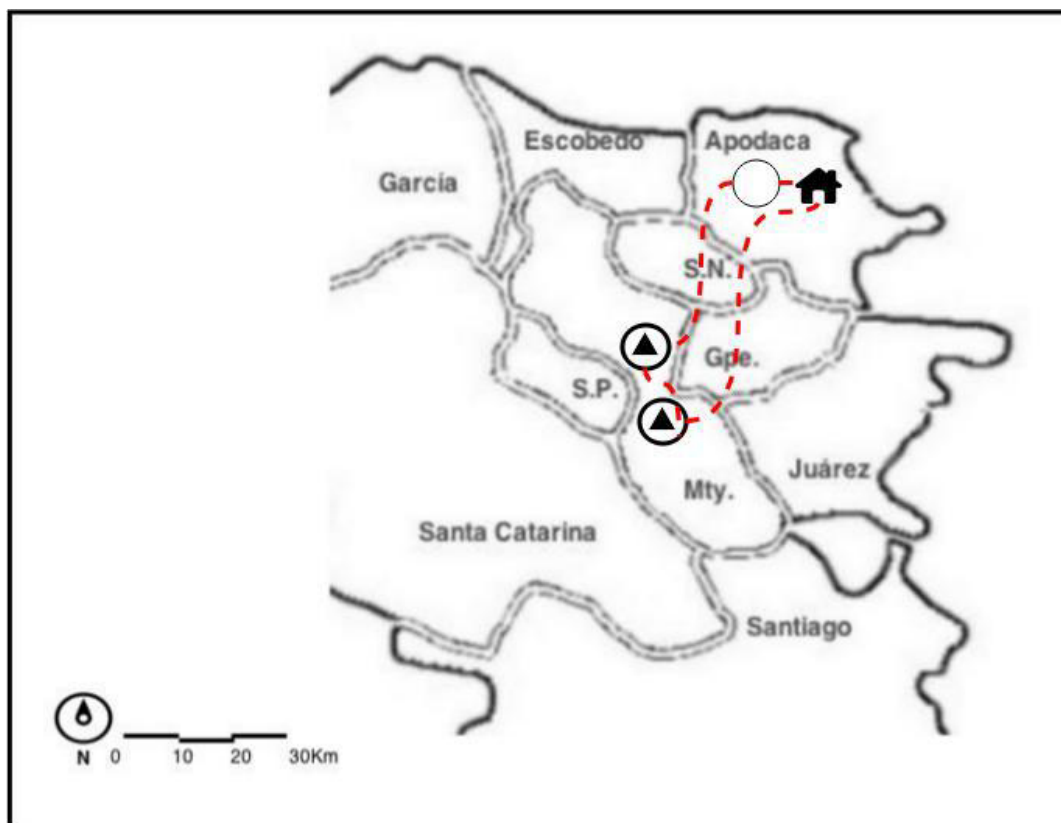 Escobedo
Apodaca
García
S.N.
Gpe.
S.P.
Juárez
Mty.
Santa Catarina
Santiago
N
0 10 20 30Km